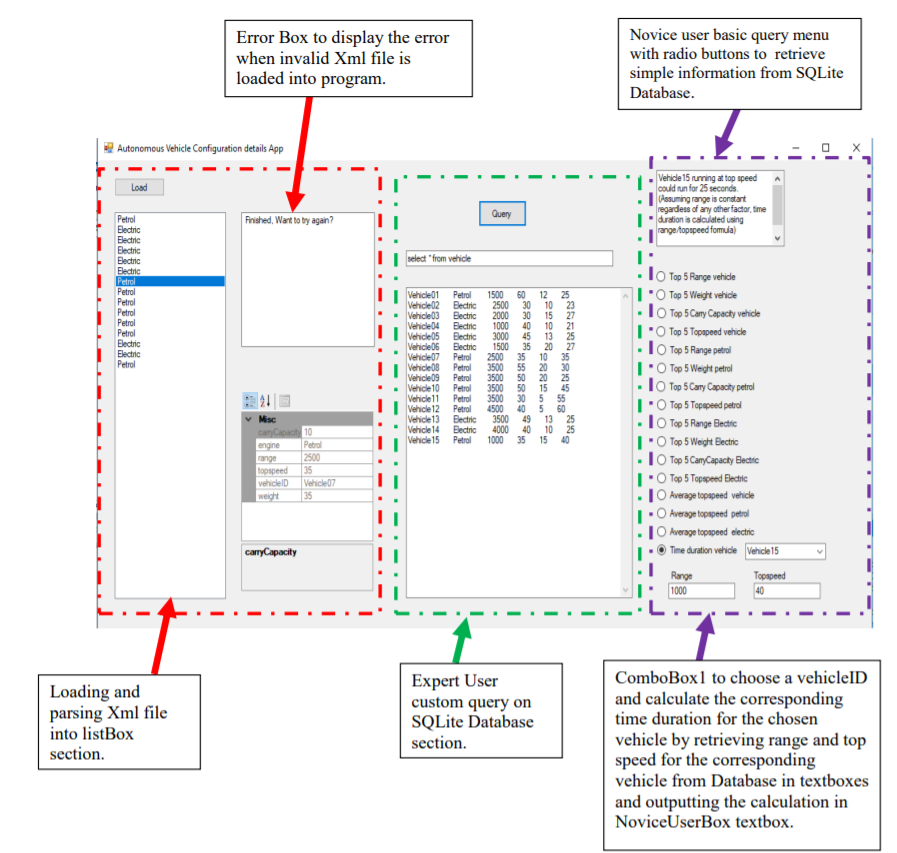 Error Box to display the error
when invalid Xml file is
loaded into program.
Novice user basic query menu
with radio buttons to retrieve
simple information from SQLite
Database.
Autonomous Vehicle Configuration details App
Load
Petrol
Electric
Electric
Electric
Electric
Electric
Petrol
Petrol
Petrol
Petrol
Petrol
Petrol
Electric
Electric
Petrol
Finished, Want to try again?
Misc
carryCapacity 10
engine Petrol
range 2500
topspeed 35
vehicleID Vehicle07
weight 35
carryCapacity
Query
select * from vehicle
Vehicle01 Petrol 1500 60 12 25
Vehicle02 Electric 2500 30 10 23
Vehicle03 Electric 2000 30 15 27
Vehicle04 Electric 1000 40 10 21
Vehicle05 Electric 3000 45 13 25
Vehicle06 Electric 1500 35 20 27
Vehicle07 Petrol 2500 35 10 35
Vehicle08 Petrol 3500 55 20 30
Vehicle09 Petrol 3500 50 20 25
Vehicle10 Petrol 3500 50 15 45
Vehicle11 Petrol 3500 30 5 55
Vehicle12 Petrol 4500 40 5 60
Vehicle13 Electric 3500 49 13 25
Vehicle14 Electric 4000 40 10 25
Vehicle15 Petrol 1000 35 15 40
Vehicle15 running at top speed
could run for 25 seconds.
(Assuming range is constant
regardless of any other factor, time
duration is calculated using
range/topspeed formula)
Top 5 Range vehicle
Top 5 Weight vehicle
Top 5 Carry Capacity vehicle
Top 5 Topspeed vehicle
Top 5 Range petrol
Top 5 Weight petrol
Top 5 Carry Capacity petrol
Top 5 Topspeed petrol
Top 5 Range Electric
Top 5 Weight Electric
Top 5 CarryCapacity Electric
Top 5 Topspeed Electric
Average topspeed vehicle
Average topspeed petrol
Average topspeed electric
Time duration vehicle Vehicle15
Range Topspeed
1000 40
Loading and
parsing Xml file
into listBox
section.
Expert User
custom query on
SQLite Database
section.
ComboBox1 to choose a vehicleID
and calculate the corresponding
time duration for the chosen
vehicle by retrieving range and top
speed for the corresponding
vehicle from Database in textboxes
and outputting the calculation in
NoviceUserBox textbox.